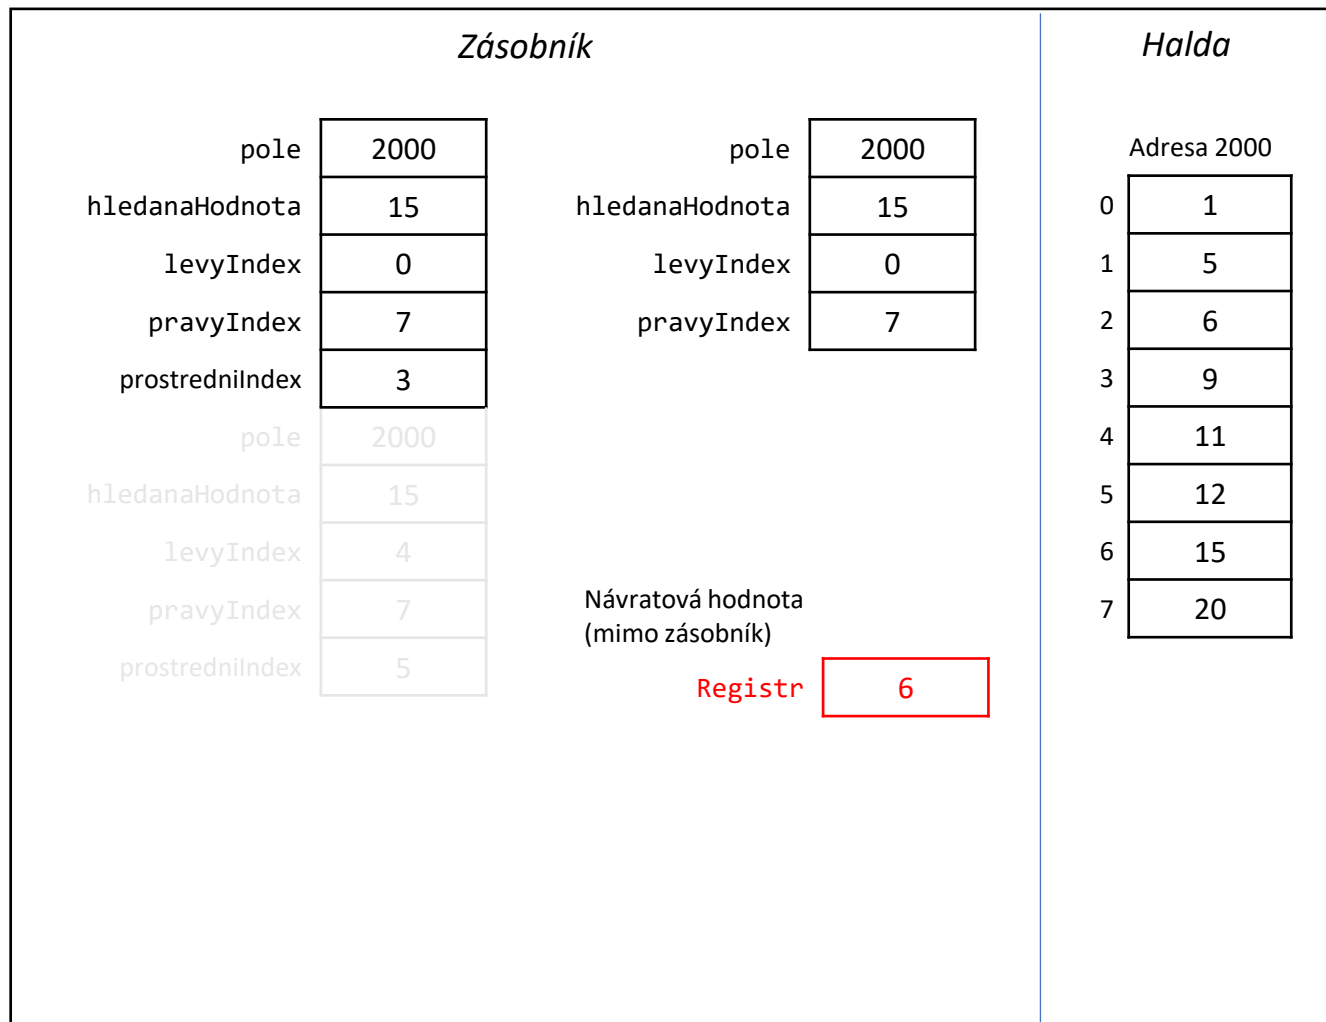 Zásobník
pole 2000
hledanaHodnota 15
levyIndex 0
pravyIndex 7
prostredniIndex 3
pole 2000
hledanaHodnota 15
levyIndex 4
pravyIndex 7
prostredniIndex 5
pole 2000
hledanaHodnota 15
levyIndex 0
pravyIndex 7
Návratová hodnota
(mimo zásobník)
Registr 6
Halda
Adresa 2000
0 1
1 5
2 6
3 9
4 11
5 12
6 15
7 20